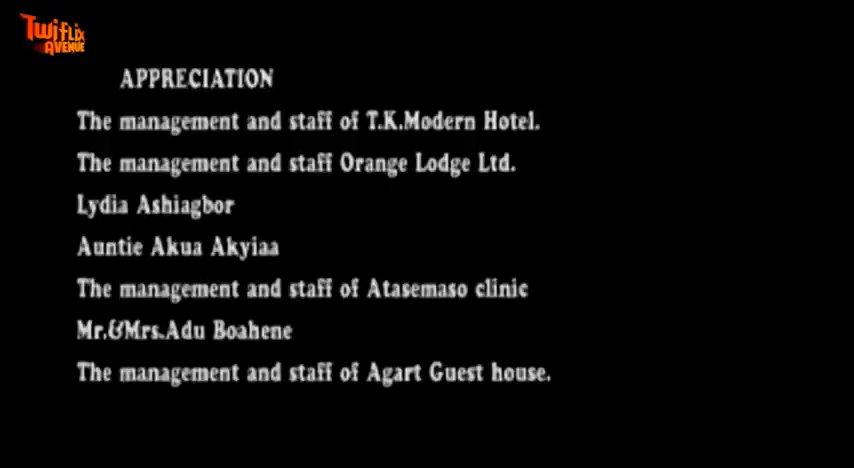 Twiflix
AVENUE
APPRECIATION
The management and staff of T.K.Modern Hotel.
The management and staff Orange Lodge Ltd.
Lydia Ashiagbor
Auntie Akua Akyiaa
The management and staff of Atasemaso clinic
Mr.&Mrs.Adu Boahene
The management and staff of Agart Guest house.